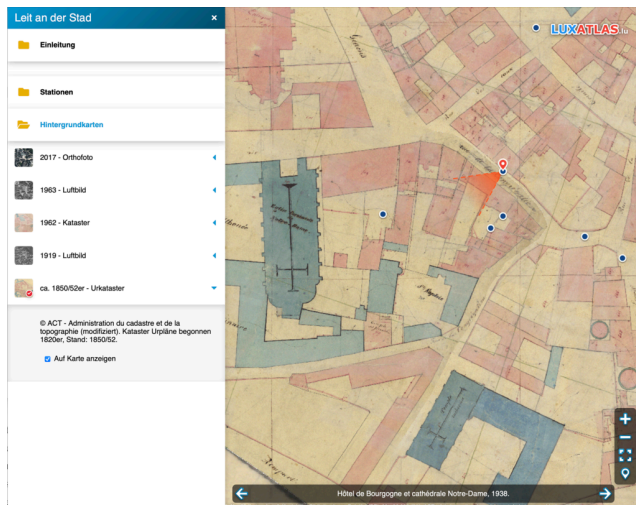 Leit an der Stad
×
Einleitung
Stationen
Hintergrundkarten
2017 - Orthofoto
1963 - Luftbild
1962 - Kataster
1919 - Luftbild
ca. 1850/52er - Urkataster
© ACT - Administration du cadastre et de la
topographie (modifiziert). Kataster Urpläne begonnen
1820er, Stand: 1850/52.
Auf Karte anzeigen
LUXATLAS.lu
Hôtel de Bourgogne et cathédrale Notre-Dame, 1938.